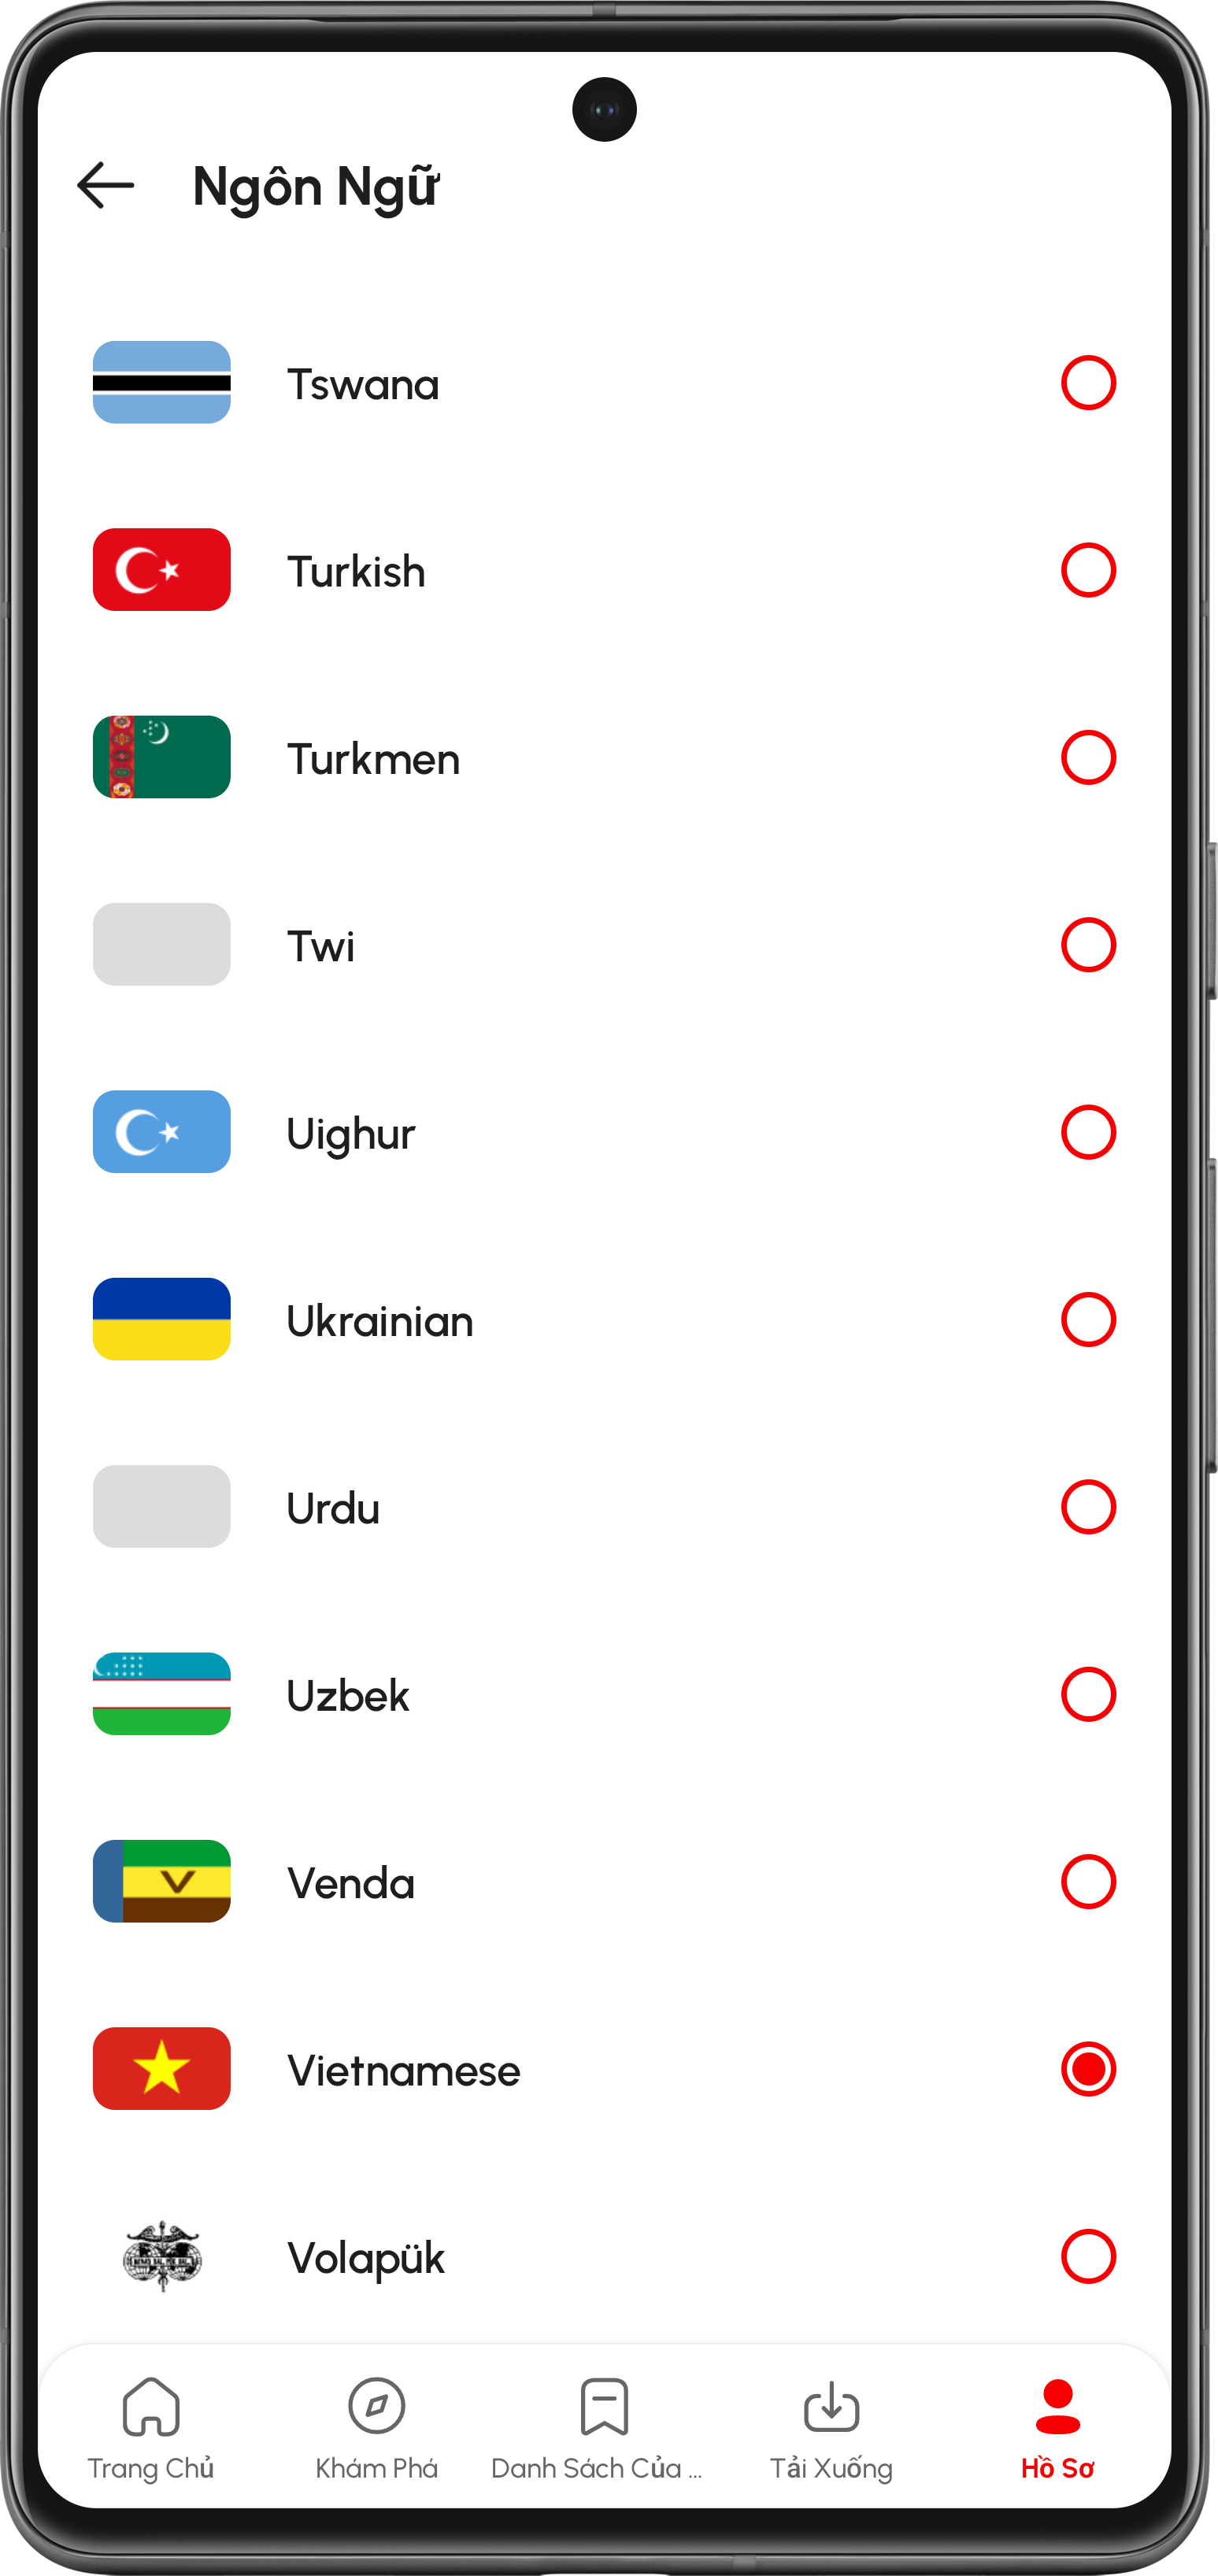 Ngôn Ngữ
Tswana
Turkish
Turkmen
Twi
Uighur
Ukrainian
Urdu
Uzbek
Venda
Vietnamese
Volapük
Trang Chủ
Khám Phá
Danh Sách Của ...
Tải Xuống
Hồ Sơ